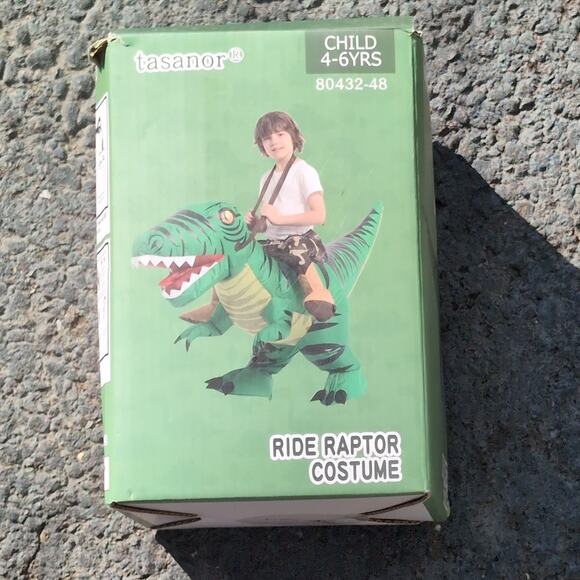 tasanor®
CHILD
4-6YRS
80432-48
RIDE RAPTOR
COSTUME